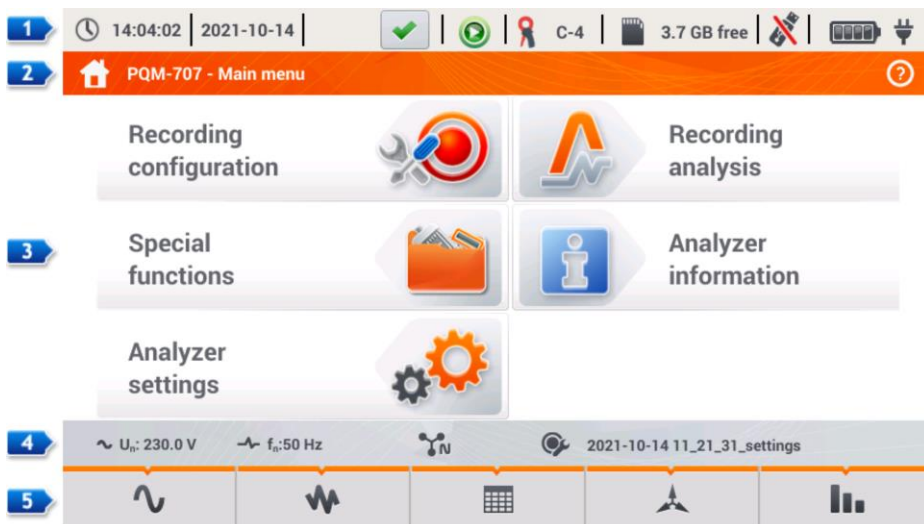 1 14:04:02 2021-10-14 C-4 3.7 GB free
2 PQM-707 - Main menu ?
Recording
configuration
Recording
analysis
3
Special
functions
Analyzer
information
Analyzer
settings
4 Uₙ: 230.0 V fₙ:50 Hz N 2021-10-14 11_21_31_settings
5